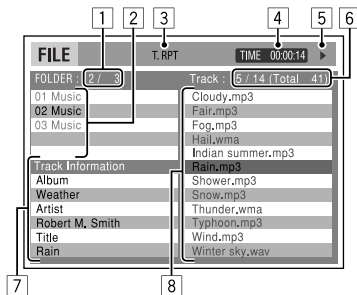 1 2 3 4 5 6
FILE T. RPT TIME 00:00:14
FOLDER : 2 / 3 Track : 5 / 14 (Total 41)
01 Music
02 Music
03 Music
Track Information
Album
Weather
Artist
Robert M. Smith
Title
Rain
Cloudy.mp3
Fair.mp3
Fog.mp3
Hail.wma
Indian summer.mp3
Rain.mp3
Shower.mp3
Snow.mp3
Thunder.wma
Typhoon.mp3
Wind.mp3
Winter sky.wav
7 8